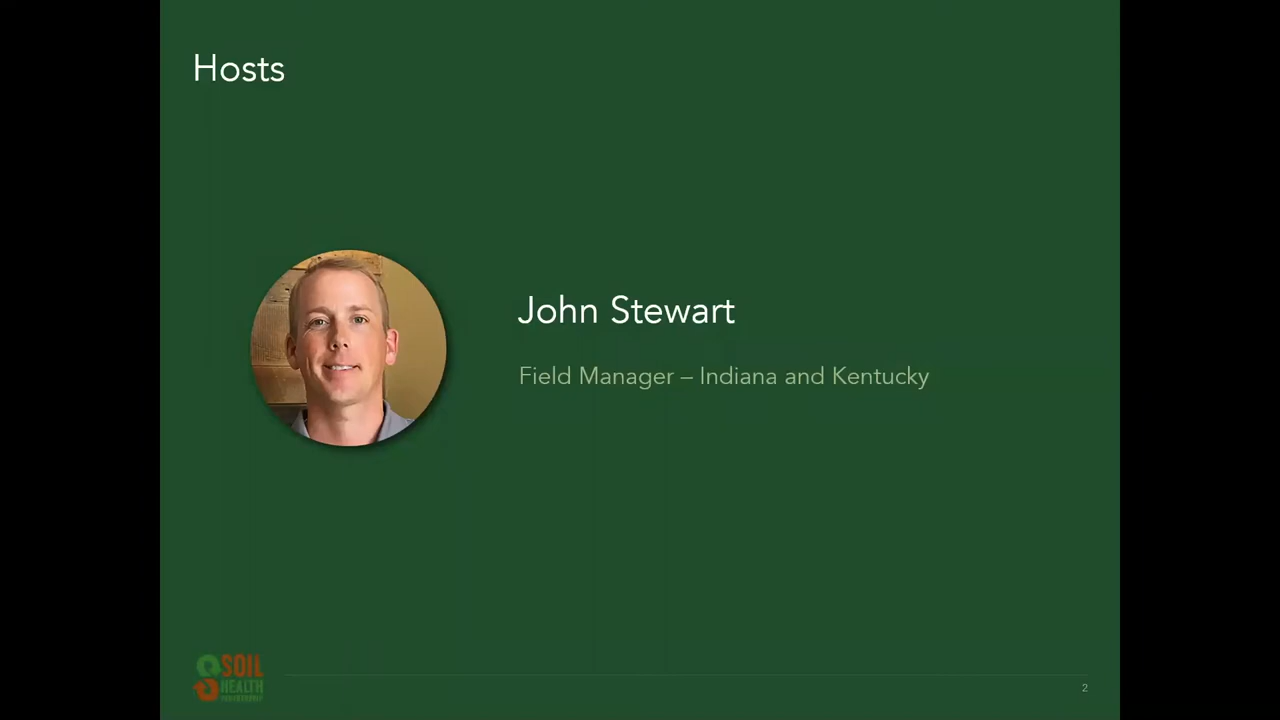 Hosts
John Stewart
Field Manager – Indiana and Kentucky
SOIL
HEALTH
2